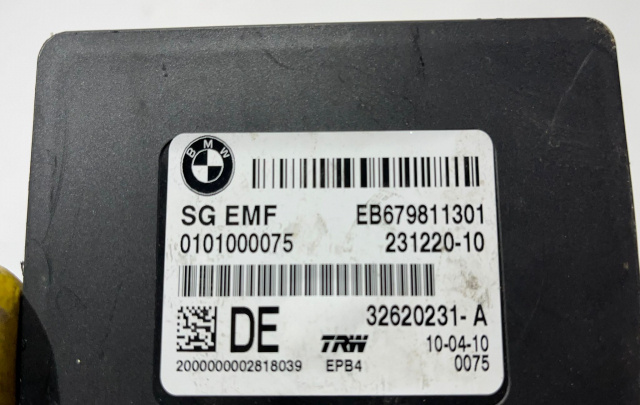 BMW
SG EMF EB679811301
0101000075 231220-10
DE 32620231- A
TRW 10-04-10
2000000002818039 EPB4 0075